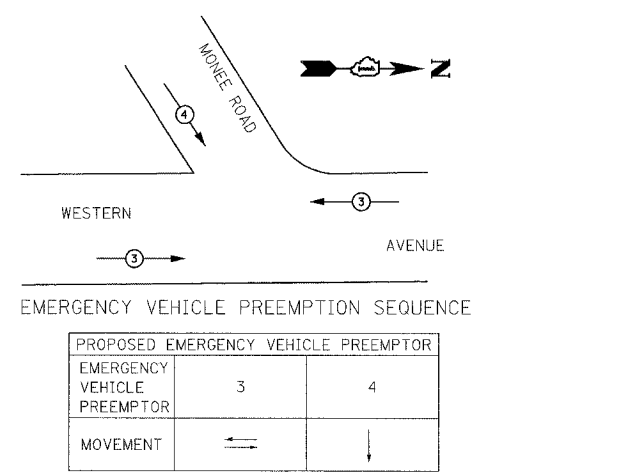 MONEE ROAD
N
4
3
WESTERN
AVENUE
3
EMERGENCY VEHICLE PREEMPTION SEQUENCE
PROPOSED EMERGENCY VEHICLE PREEMPTOR
EMERGENCY
VEHICLE
PREEMPTOR
3
4
MOVEMENT